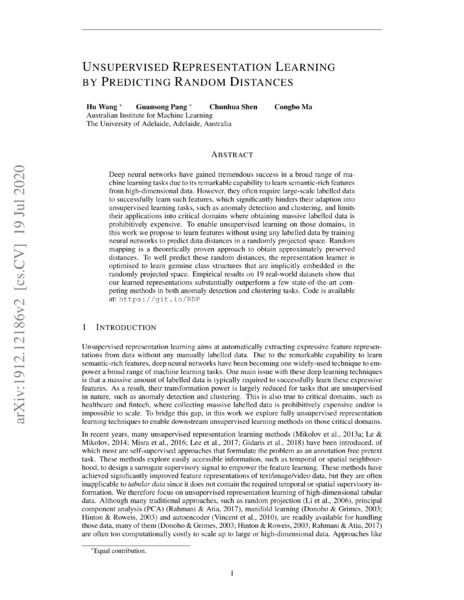 UNSUPERVISED REPRESENTATION LEARNING
BY PREDICTING RANDOM DISTANCES
Hu Wang * Guansong Pang * Chunhua Shen Congbo Ma
Australian Institute for Machine Learning
The University of Adelaide, Adelaide, Australia
ABSTRACT
Deep neural networks have gained tremendous success in a broad range of ma-
chine learning tasks due to its remarkable capability to learn semantic-rich features
from high-dimensional data. However, they often require large-scale labelled data
to successfully learn such features, which significantly hinders their adaption into
unsupervised learning tasks, such as anomaly detection and clustering, and limits
their applications into critical domains where obtaining massive labelled data is
prohibitively expensive. To enable unsupervised learning on those domains, in
this work we propose to learn features without using any labelled data by training
neural networks to predict data distances in a randomly projected space. Random
mapping is a theoretically proven approach to obtain approximately preserved
distances. To well predict these random distances, the representation learner is
optimised to learn genuine class structures that are implicitly embedded in the
randomly projected space. Empirical results on 19 real-world datasets show that
our learned representations substantially outperform a few state-of-the-art com-
peting methods in both anomaly detection and clustering tasks. Code is available
at: https://git.io/RDP
1 INTRODUCTION
Unsupervised representation learning aims at automatically extracting expressive feature represen-
tations from data without any manually labelled data. Due to the remarkable capability to learn
semantic-rich features, deep neural networks have been becoming one widely-used technique to em-
power a broad range of machine learning tasks. One main issue with these deep learning techniques
is that a massive amount of labelled data is typically required to successfully learn these expressive
features. As a result, their transformation power is largely reduced for tasks that are unsupervised
in nature, such as anomaly detection and clustering. This is also true to critical domains, such as
healthcare and fintech, where collecting massive labelled data is prohibitively expensive and/or is
impossible to scale. To bridge this gap, in this work we explore fully unsupervised representation
learning techniques to enable downstream unsupervised learning methods on those critical domains.
In recent years, many unsupervised representation learning methods (Mikolov et al., 2013a; Le &
Mikolov, 2014; Misra et al., 2016; Lee et al., 2017; Gidaris et al., 2018) have been introduced, of
which most are self-supervised approaches that formulate the problem as an annotation free pretext
task. These methods explore easily accessible information, such as temporal or spatial neighbour-
hood, to design a surrogate supervisory signal to empower the feature learning. These methods have
achieved significantly improved feature representations of text/image/video data, but they are often
inapplicable to tabular data since it does not contain the required temporal or spatial supervisory in-
formation. We therefore focus on unsupervised representation learning of high-dimensional tabular
data. Although many traditional approaches, such as random projection (Li et al., 2006), principal
component analysis (PCA) (Rahmani & Atia, 2017), manifold learning (Donoho & Grimes, 2003;
Hinton & Roweis, 2003) and autoencoder (Vincent et al., 2010), are readily available for handling
those data, many of them (Donoho & Grimes, 2003; Hinton & Roweis, 2003; Rahmani & Atia, 2017)
are often too computationally costly to scale up to large or high-dimensional data. Approaches like
*Equal contribution.
1
arXiv:1912.12186v2 [cs.CV] 19 Jul 2020